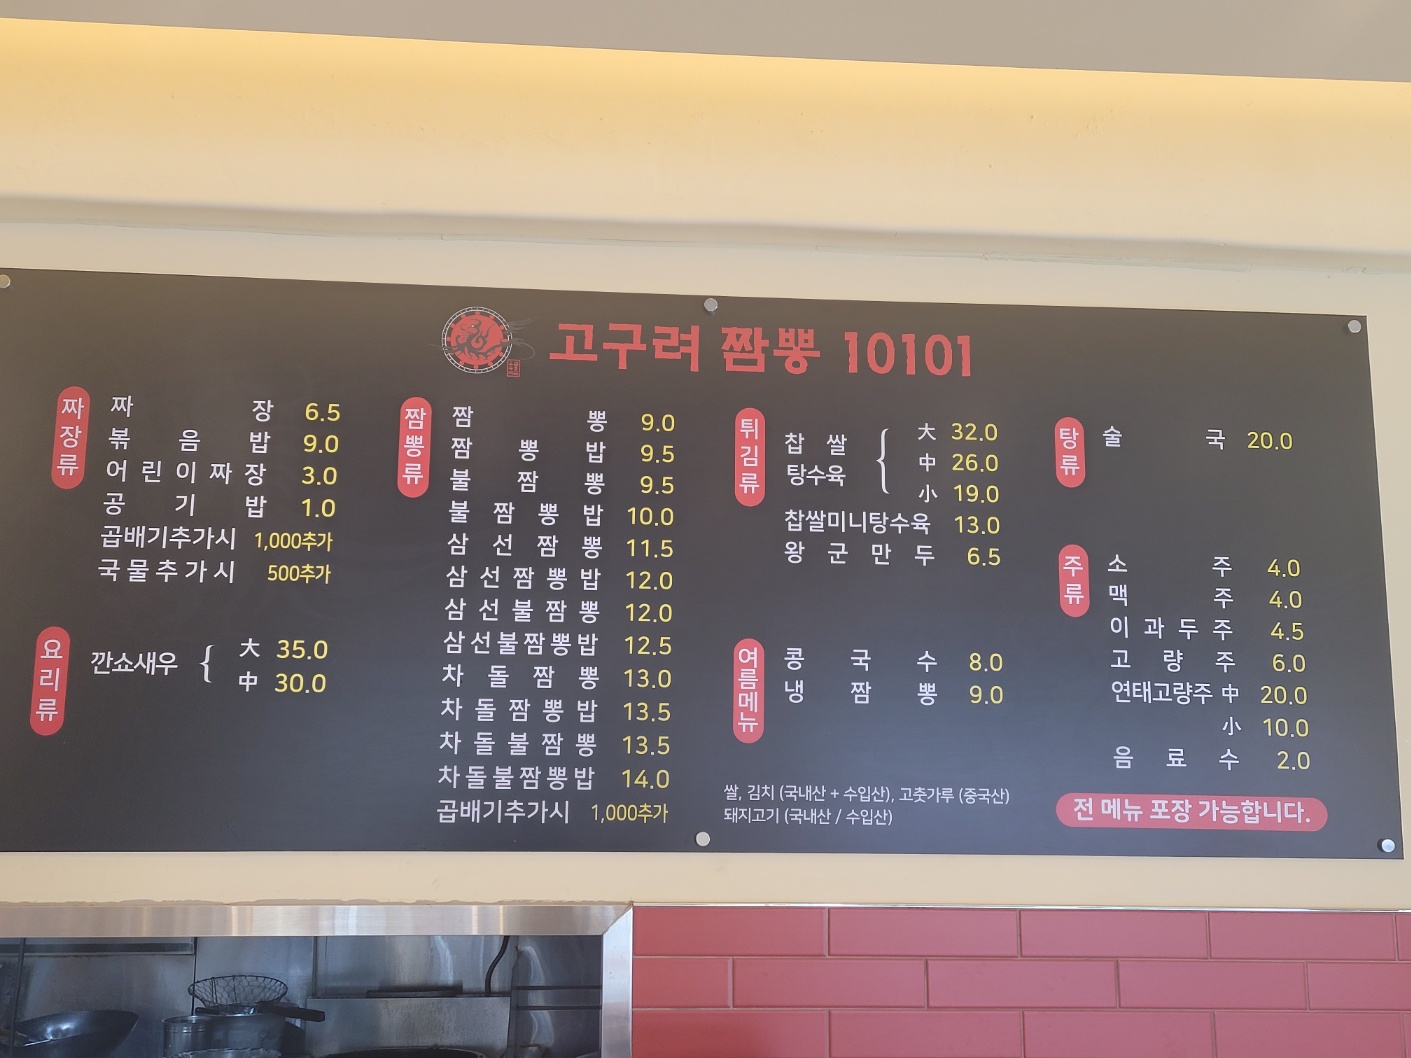 고구려 짬뽕 10101
짜장류
짜장 6.5
볶음밥 9.0
어린이짜장 3.0
공기밥 1.0
곱배기추가시 1,000추가
국물추가시 500추가
요리류
깐쇼새우 { 大 35.0
中 30.0
짬뽕류
짬뽕 9.0
짬뽕밥 9.5
불짬뽕 9.5
불짬뽕밥 10.0
삼선짬뽕 11.5
삼선짬뽕밥 12.0
삼선불짬뽕 12.0
삼선불짬뽕밥 12.5
차돌짬뽕 13.0
차돌짬뽕밥 13.5
차돌불짬뽕 13.5
차돌불짬뽕밥 14.0
곱배기추가시 1,000추가
튀김류
찹쌀탕수육 { 大 32.0
中 26.0
小 19.0
찹쌀미니탕수육 13.0
왕군만두 6.5
여름메뉴
콩국수 8.0
냉짬뽕 9.0
쌀, 김치 (국내산 + 수입산), 고춧가루 (중국산)
돼지고기 (국내산 / 수입산)
탕류
술국 20.0
주류
소주 4.0
맥주 4.0
이과두주 4.5
고량주 6.0
연태고량주 中 20.0
小 10.0
음료수 2.0
전 메뉴 포장 가능합니다.